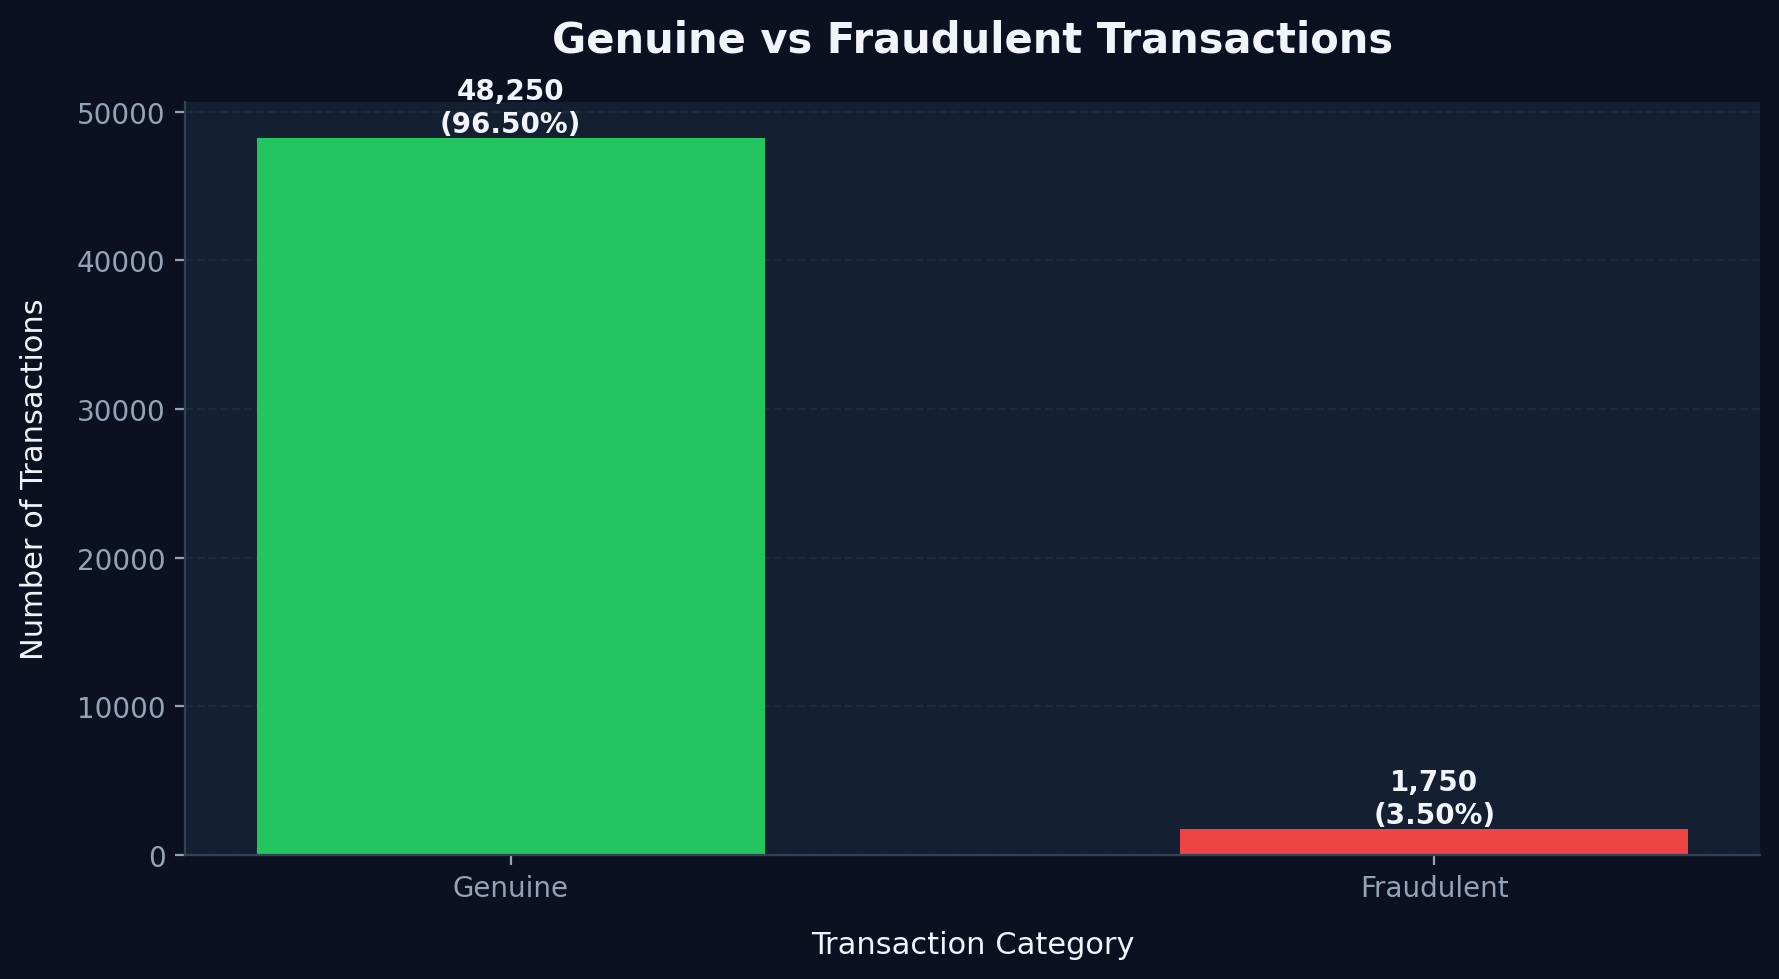 Genuine vs Fraudulent Transactions
48,250
(96.50%)
50000
40000
30000
20000
10000
0
Number of Transactions
1,750
(3.50%)
Genuine
Fraudulent
Transaction Category